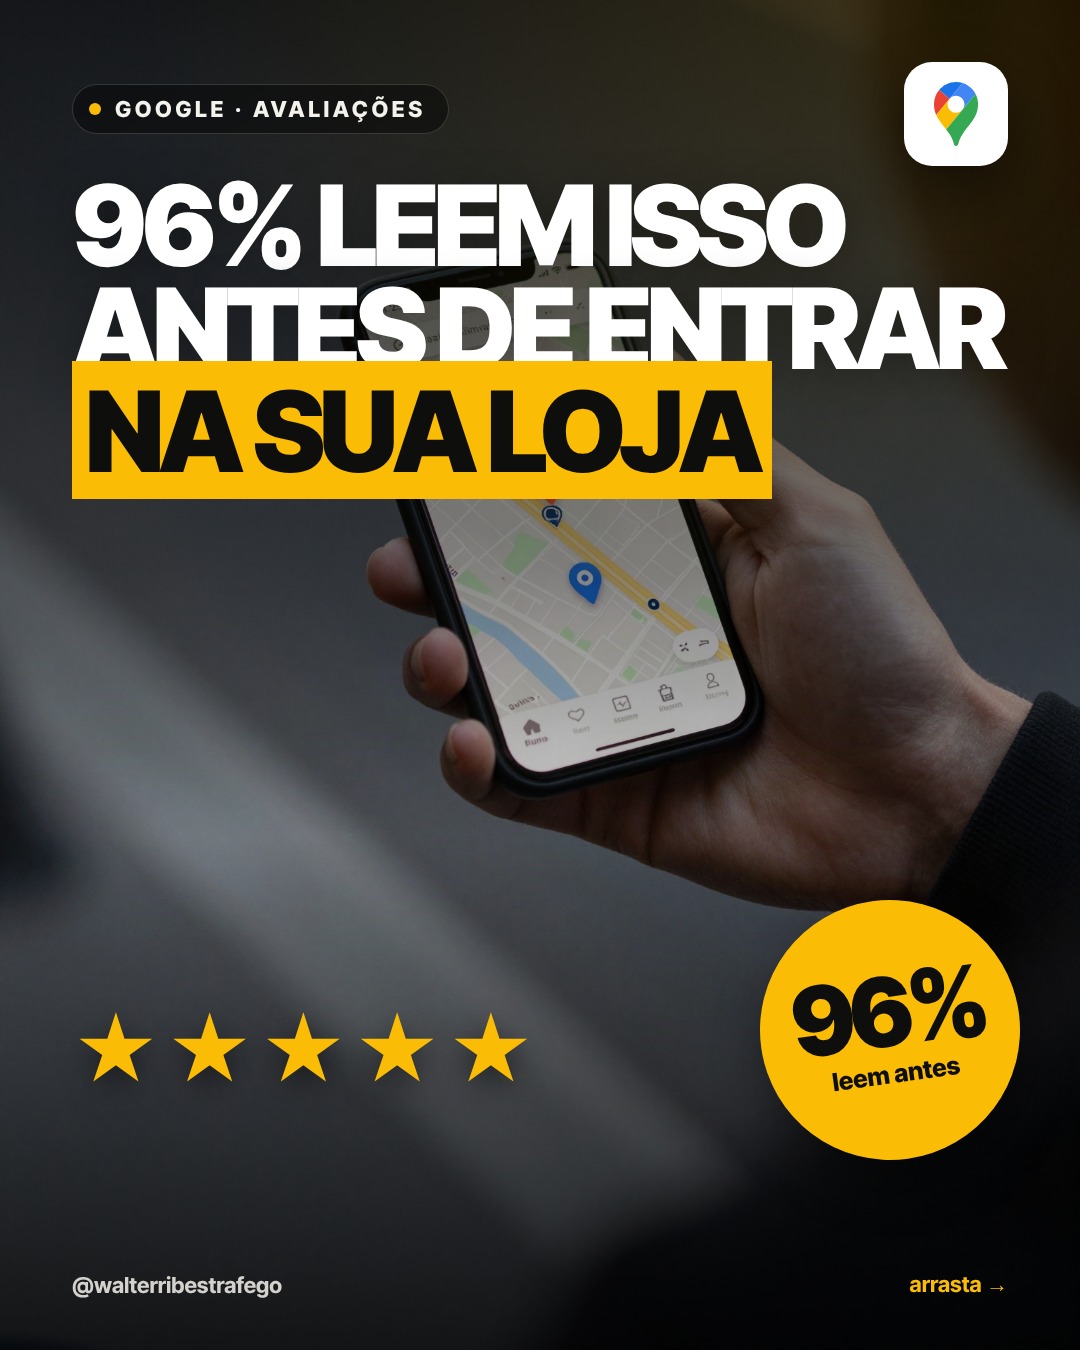 GOOGLE · AVALIAÇÕES
96% LEEM ISSO
ANTES DE ENTRAR
NA SUA LOJA
96%
leem antes
@walterribestrafego
arrasta →